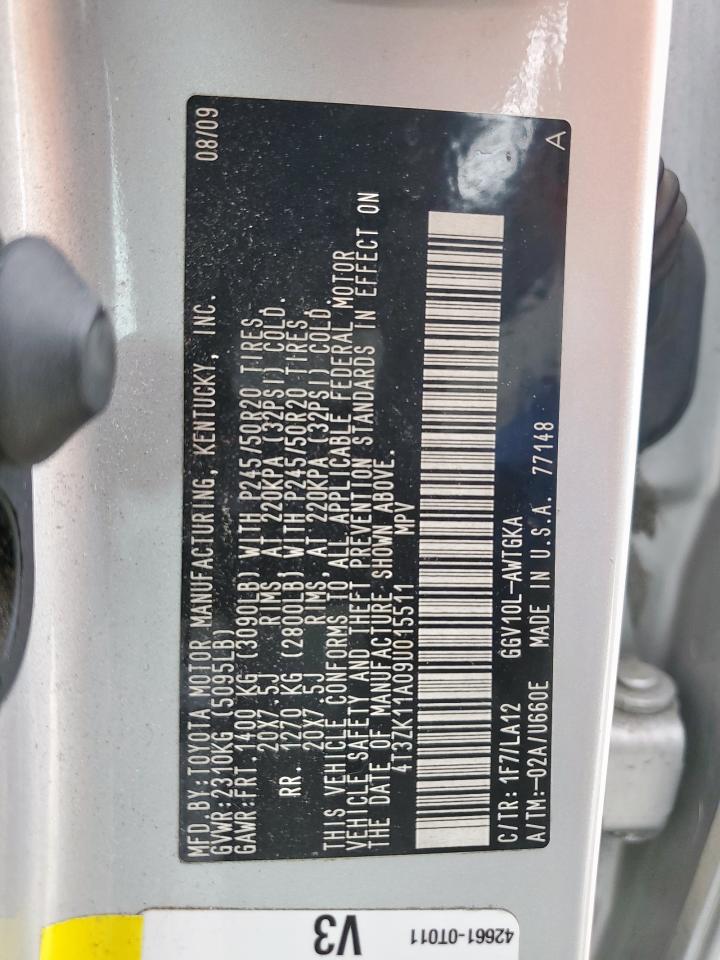 MFD.BY:TOYOTA MOTOR MANUFACTURING, KENTUCKY, INC. 08/09
GVWR:2310KG (5095LB)
GAWR:FRT.1400 KG (3090LB) WITH P245/50R20 TIRES,
20X7.5J RIMS, AT 220KPA (32PSI) COLD.
RR. 1270 KG (2800LB) WITH P245/50R20 TIRES,
20X7.5J RIMS, AT 220KPA (32PSI) COLD.
THIS VEHICLE CONFORMS TO ALL APPLICABLE FEDERAL MOTOR
VEHICLE SAFETY AND THEFT PREVENTION STANDARDS IN EFFECT ON
THE DATE OF MANUFACTURE SHOWN ABOVE.
4T3ZK11A09U015511 MPV
C/TR:1F7/LA12 GGV10L-AWTGKA
A/TM:-02A/U660E MADE IN U.S.A. 77148 A
V3
42661-0T011